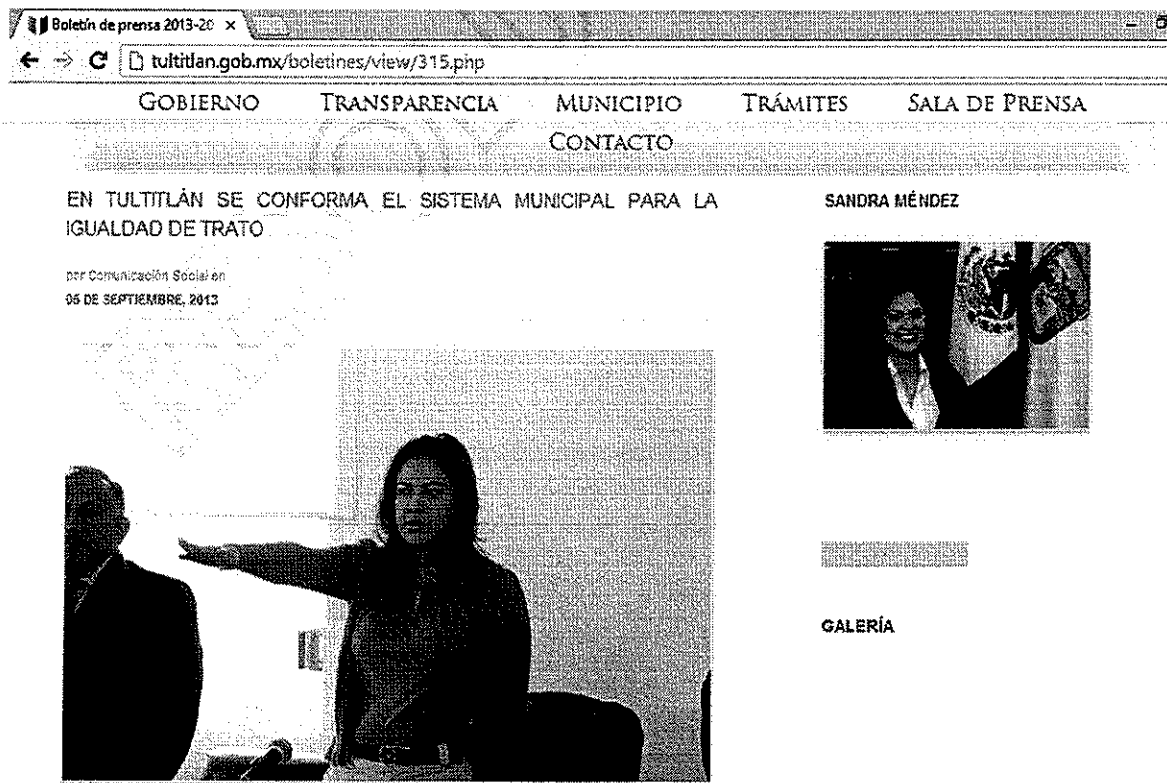 Boletín de prensa 2013-20
tultitlan.gob.mx/boletines/view/315.php
GOBIERNO TRANSPARENCIA MUNICIPIO TRÁMITES SALA DE PRENSA
CONTACTO
EN TULTITLÁN SE CONFORMA EL SISTEMA MUNICIPAL PARA LA
IGUALDAD DE TRATO
por Comunicación Social en
05 DE SEPTIEMBRE, 2013
SANDRA MÉNDEZ
GALERÍA